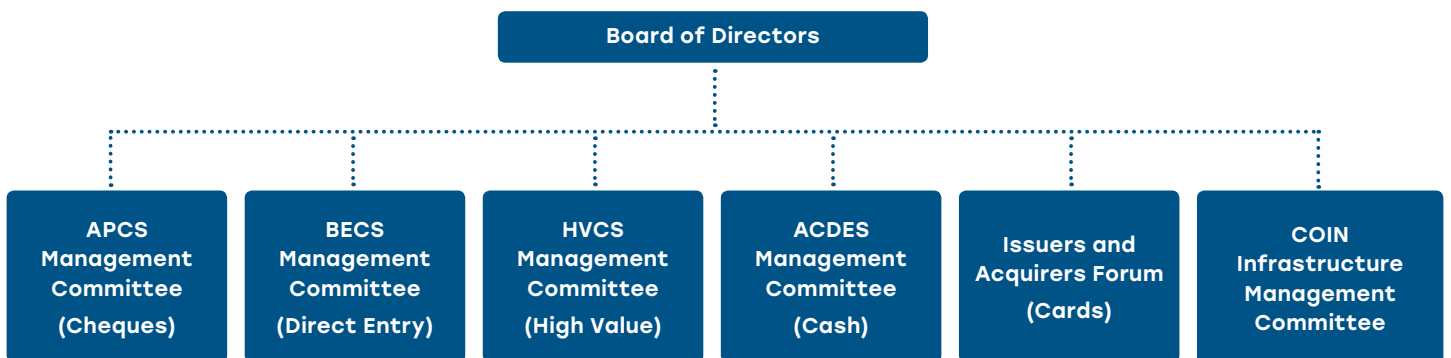 Board of Directors
APCS
Management
Committee
(Cheques)
BECS
Management
Committee
(Direct Entry)
HVCS
Management
Committee
(High Value)
ACDES
Management
Committee
(Cash)
Issuers and
Acquirers Forum
(Cards)
COIN
Infrastructure
Management
Committee